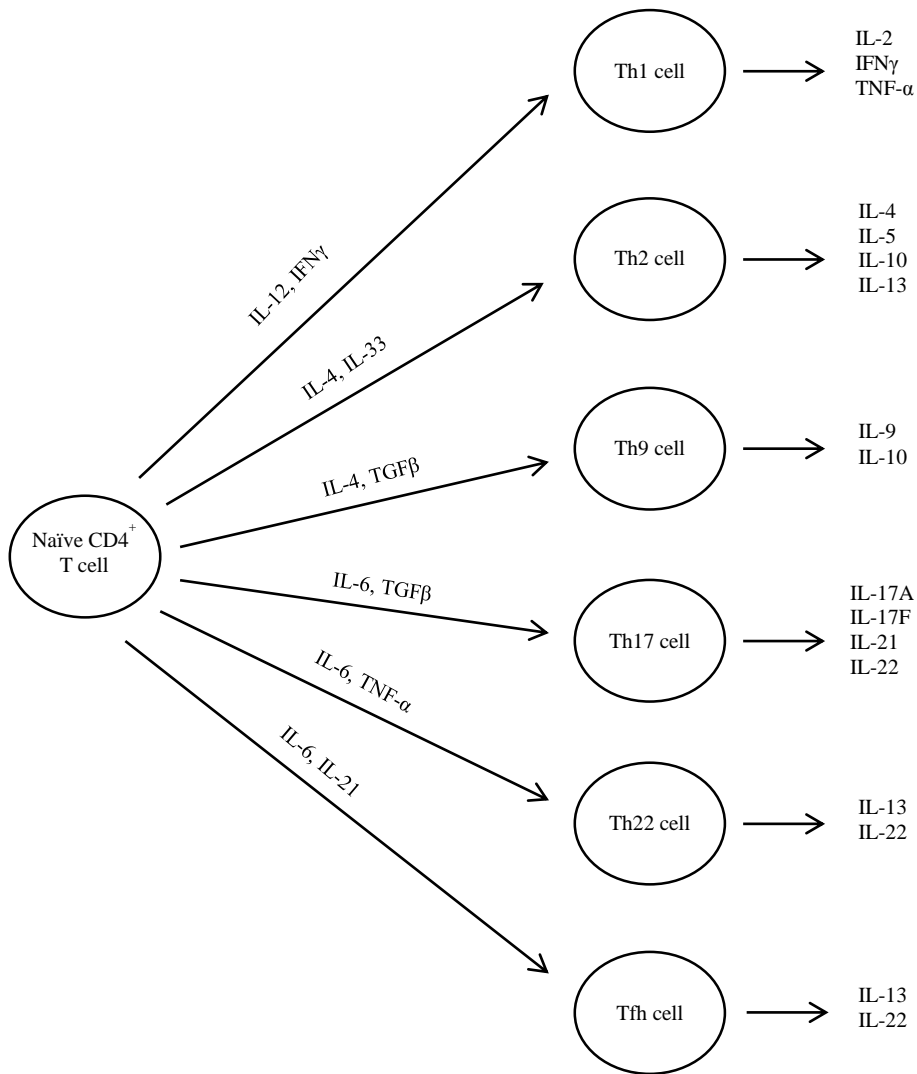 Naïve CD4+
T cell
IL-12, IFNγ
Th1 cell
IL-2
IFNγ
TNF-α
IL-4, IL-33
Th2 cell
IL-4
IL-5
IL-10
IL-13
IL-4, TGFβ
Th9 cell
IL-9
IL-10
IL-6, TGFβ
Th17 cell
IL-17A
IL-17F
IL-21
IL-22
IL-6, TNF-α
Th22 cell
IL-13
IL-22
IL-6, IL-21
Tfh cell
IL-13
IL-22